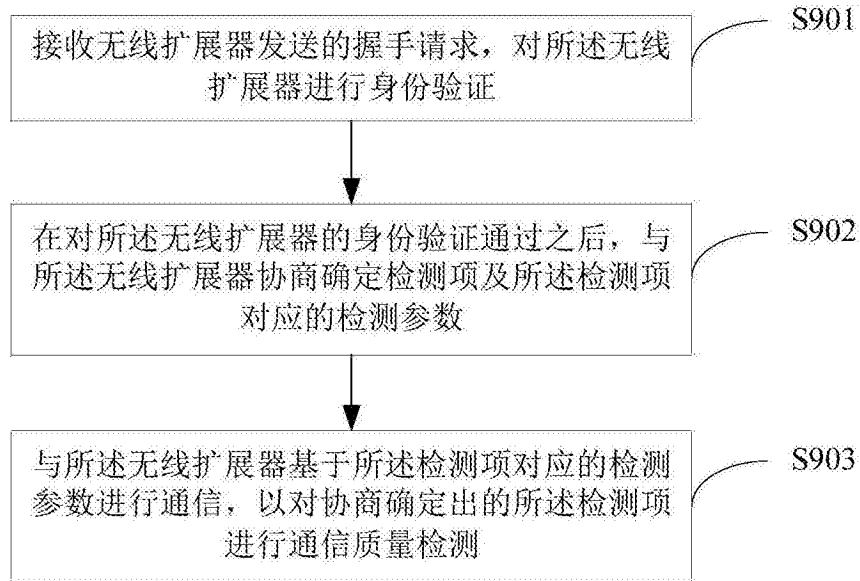 接收无线扩展器发送的握手请求，对所述无线
扩展器进行身份验证
S901
在对所述无线扩展器的身份验证通过之后，与
所述无线扩展器协商确定检测项及所述检测项
对应的检测参数
S902
与所述无线扩展器基于所述检测项对应的检测
参数进行通信，以对协商确定出的所述检测项
进行通信质量检测
S903